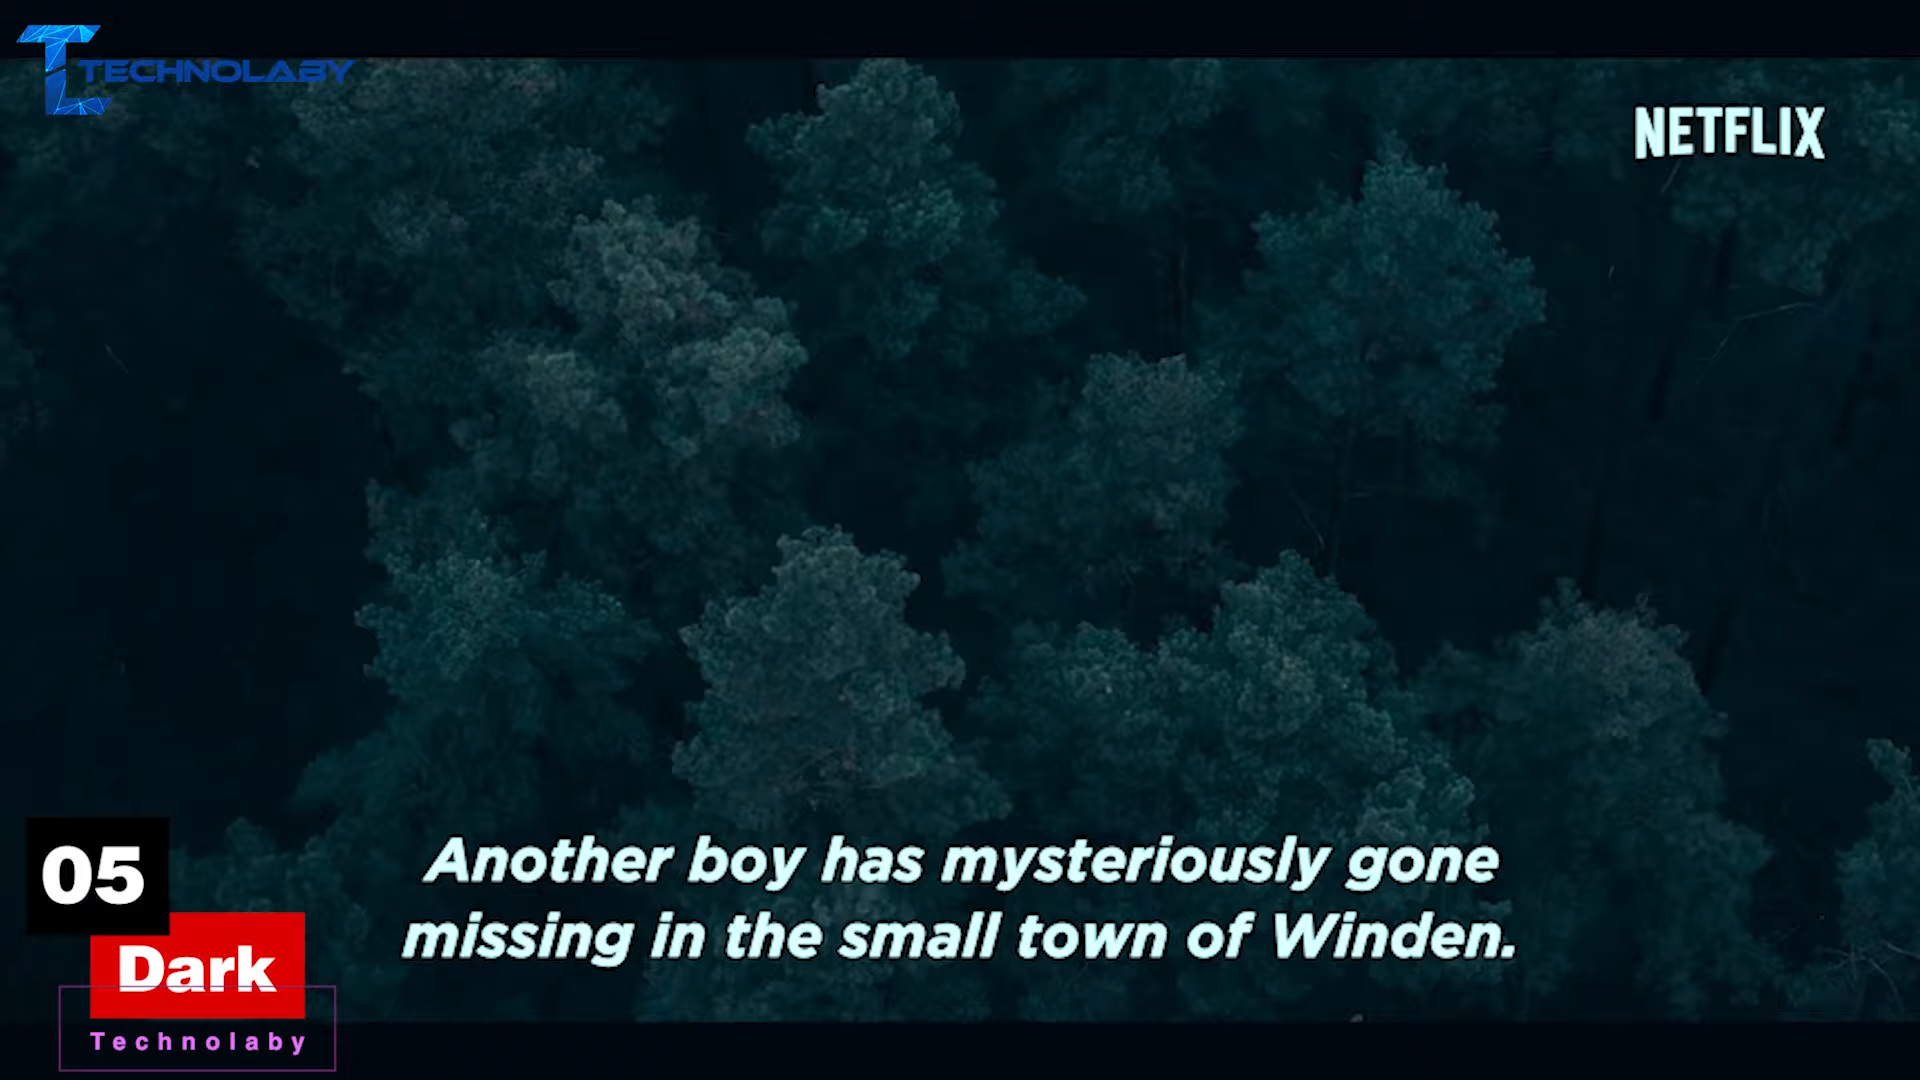 TECHNOLABY
NETFLIX
Another boy has mysteriously gone
missing in the small town of Winden.
05
Dark
Technolaby